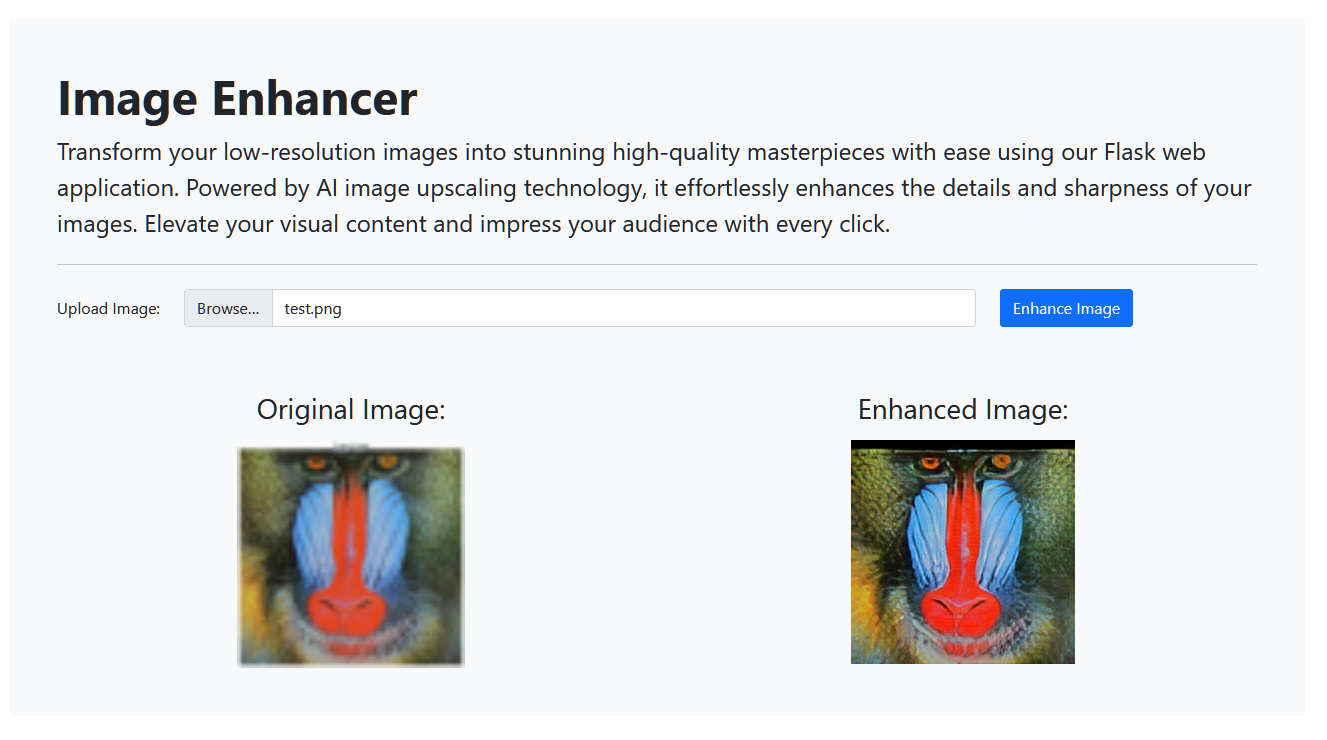 Image Enhancer
Transform your low-resolution images into stunning high-quality masterpieces with ease using our Flask web
application. Powered by AI image upscaling technology, it effortlessly enhances the details and sharpness of your
images. Elevate your visual content and impress your audience with every click.
Upload Image: Browse... test.png Enhance Image
Original Image: Enhanced Image: